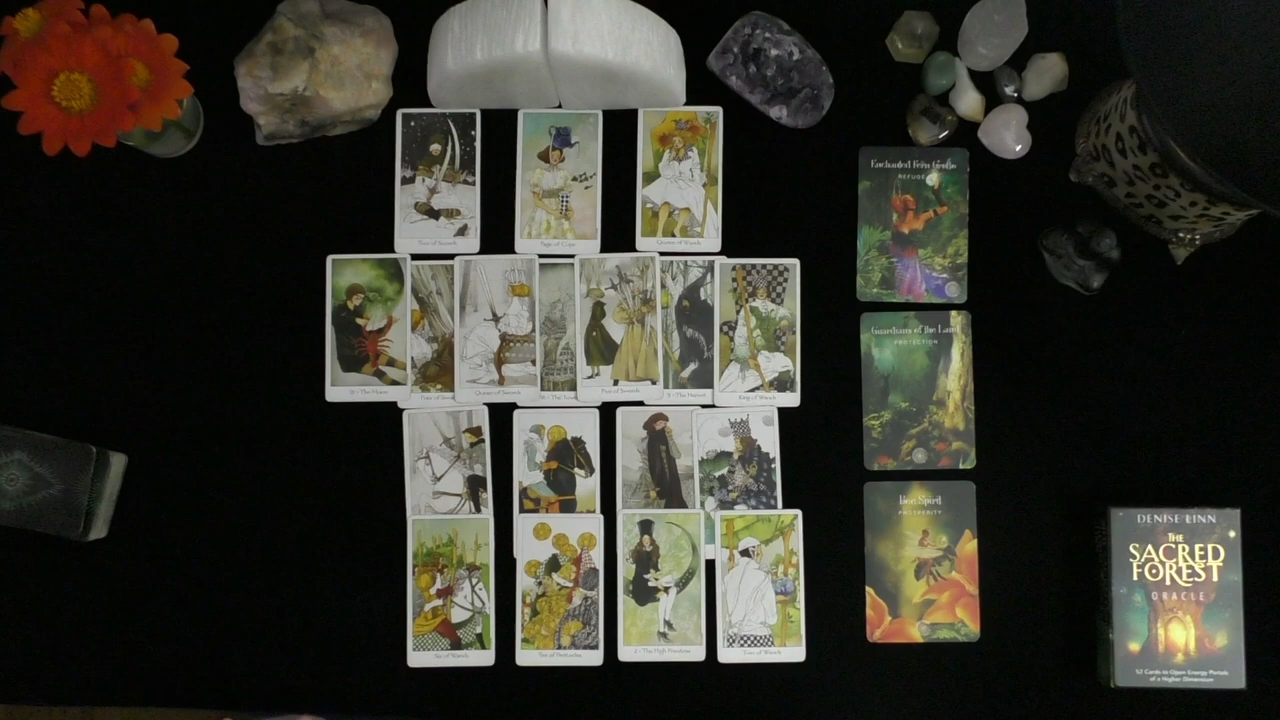 Two of Swords
Page of Cups
Queen of Wands
Enchanted Fern Grotto
REFUGE
18 - The Moon
Queen of Swords
Five of Swords
9 - The Hermit
King of Wands
Guardians of the Land
PROTECTION
Six of Wands
Ten of Pentacles
2 - The High Priestess
Two of Wands
Bee Spirit
PROSPERITY
DENISE LINN
THE
SACRED
FOREST
ORACLE
52 Cards to Open Energy Portals
of a Higher Dimension